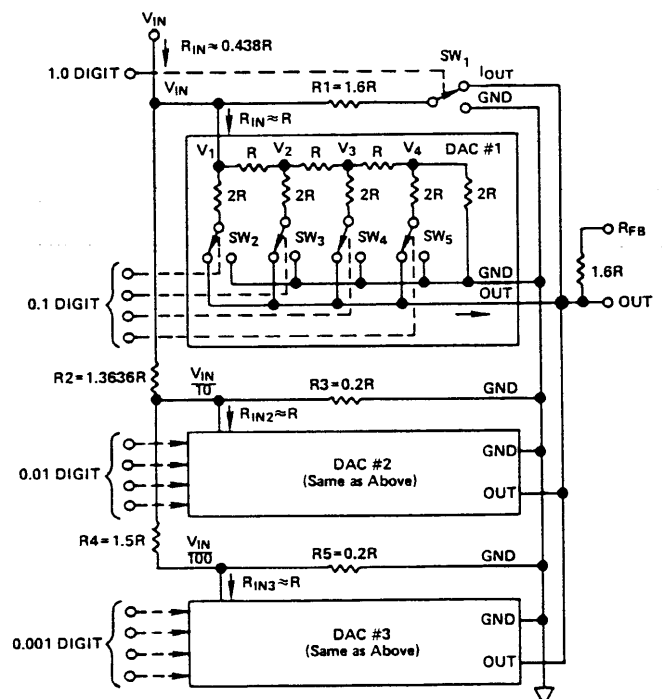 VIN
RIN≈0.438R
SW1
IOUT
1.0 DIGIT
VIN
R1=1.6R
GND
RIN≈R
DAC #1
V1 R V2 R V3 R V4
2R 2R 2R 2R 2R
SW2 SW3 SW4 SW5
RFB
1.6R
GND
OUT
OUT
0.1 DIGIT
R2=1.3636R
VIN
10
R3=0.2R
GND
RIN2≈R
DAC #2
(Same as Above)
GND
OUT
0.01 DIGIT
R4=1.5R
VIN
100
R5=0.2R
GND
RIN3≈R
DAC #3
(Same as Above)
GND
OUT
0.001 DIGIT